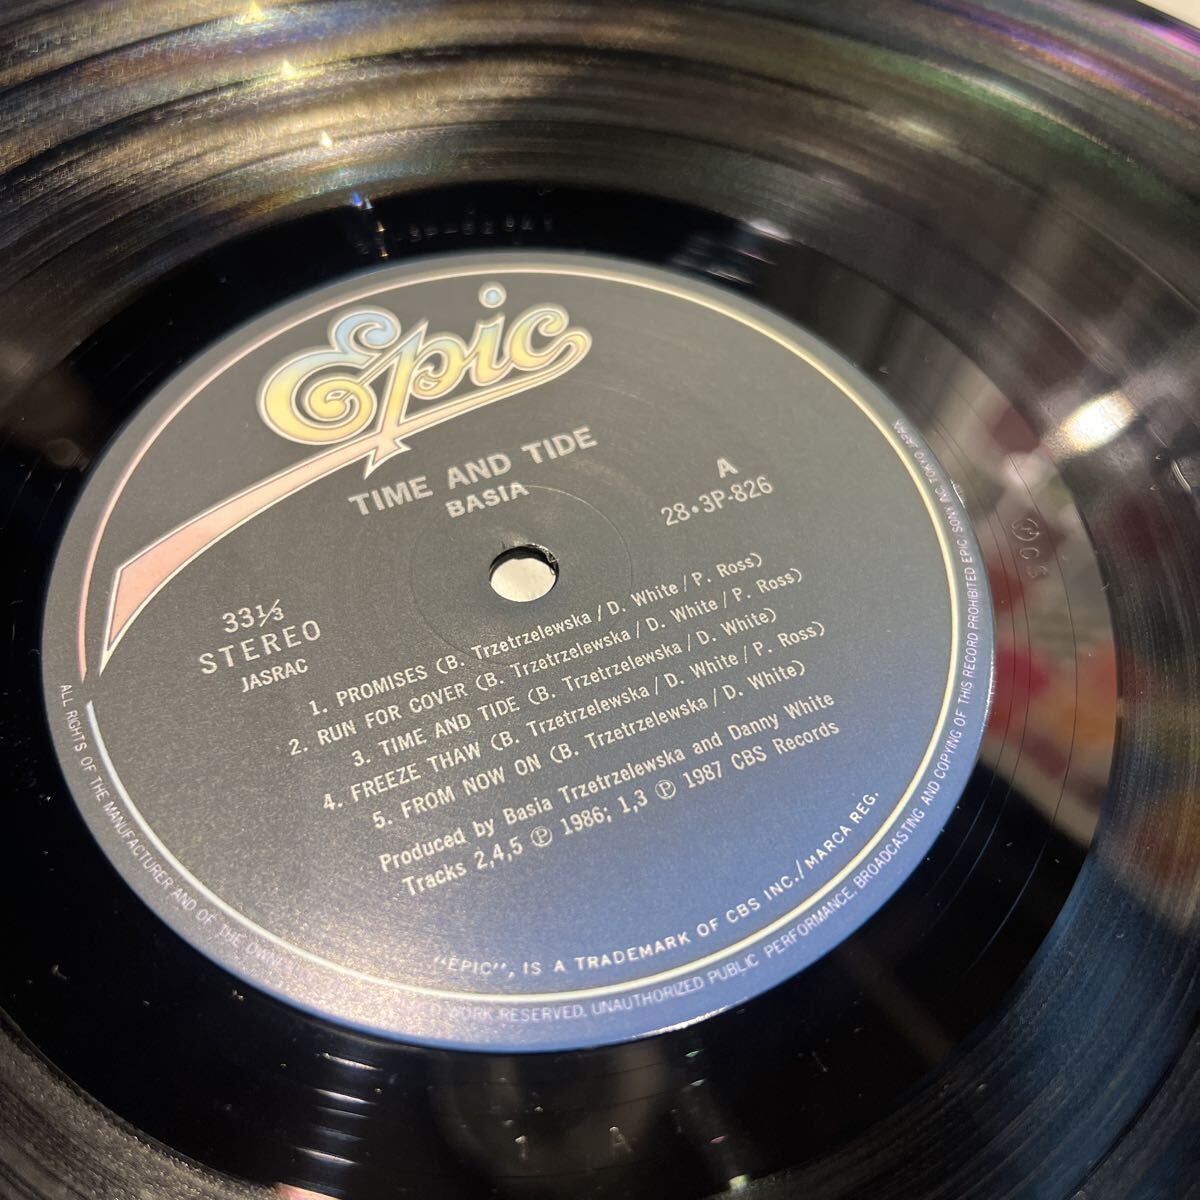 Epic
TIME AND TIDE
BASIA
A
28・3P-826
33⅓
STEREO
JASRAC
1. PROMISES (B. Trzetrzelewska / D. White / P. Ross)
2. RUN FOR COVER (B. Trzetrzelewska / D. White / P. Ross)
3. TIME AND TIDE (B. Trzetrzelewska / D. White)
4. FREEZE THAW (B. Trzetrzelewska / D. White / P. Ross)
5. FROM NOW ON (B. Trzetrzelewska / D. White)
Produced by Basia Trzetrzelewska and Danny White
Tracks 2,4,5 ℗ 1986; 1,3 ℗ 1987 CBS Records
"EPIC", IS A TRADEMARK OF CBS INC./MARCA REG.
ALL RIGHTS OF THE MANUFACTURER AND OF THE WORK RESERVED. UNAUTHORIZED PUBLIC PERFORMANCE, BROADCASTING AND COPYING OF THIS RECORD PROHIBITED EPIC TOKYO JAPAN
1 A 1